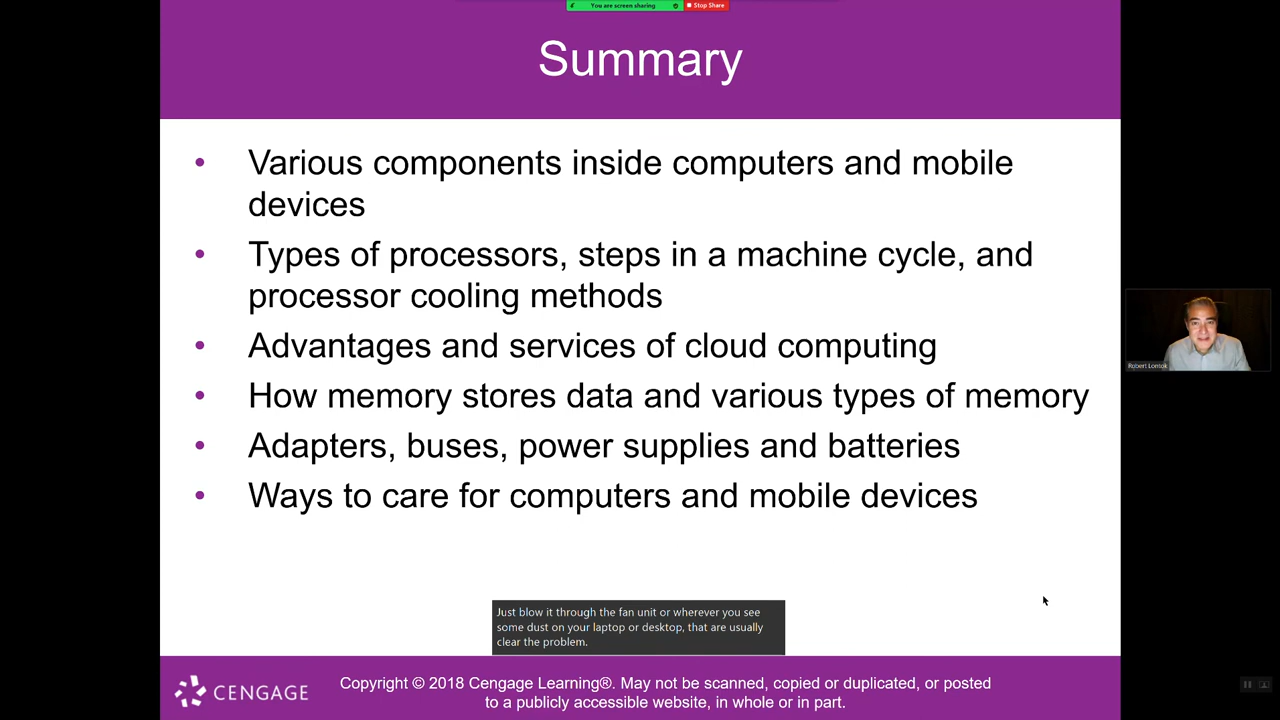 You are screen sharing
Stop Share
Summary
• Various components inside computers and mobile
devices
• Types of processors, steps in a machine cycle, and
processor cooling methods
• Advantages and services of cloud computing
• How memory stores data and various types of memory
• Adapters, buses, power supplies and batteries
• Ways to care for computers and mobile devices
Robert Lomok
Just blow it through the fan unit or wherever you see
some dust on your laptop or desktop, that are usually
clear the problem.
CENGAGE
Copyright © 2018 Cengage Learning®. May not be scanned, copied or duplicated, or posted
to a publicly accessible website, in whole or in part.